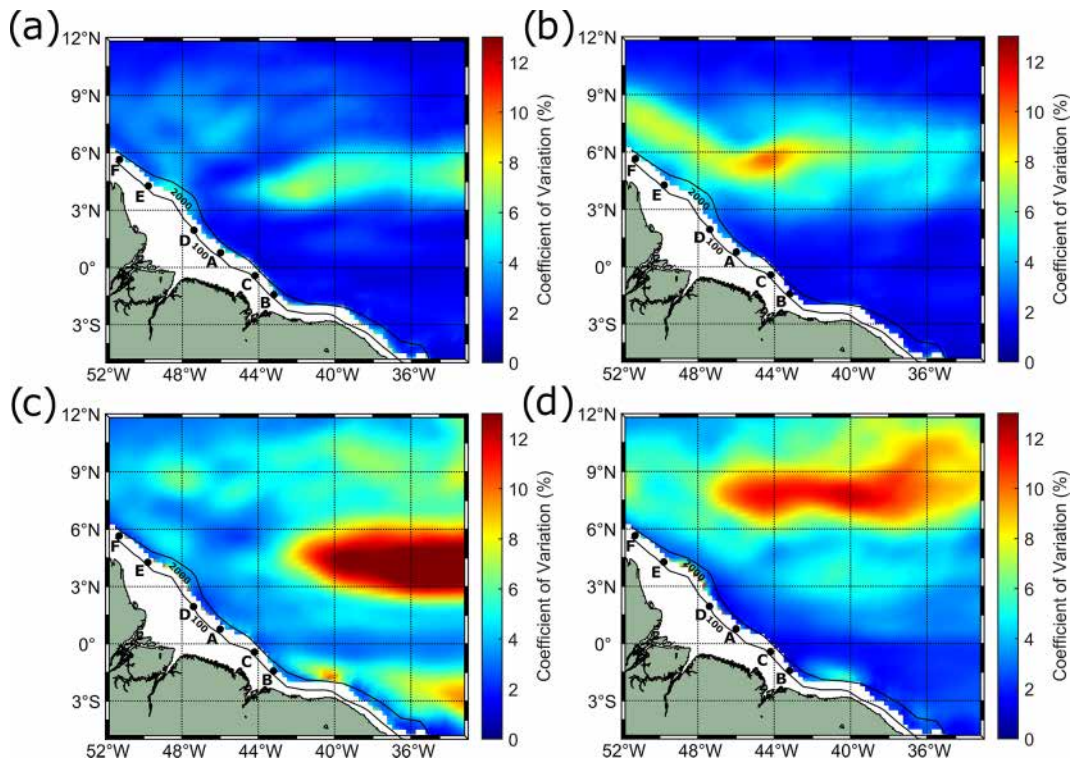 (a)
12°N
9°N
6°N
3°N
0°
3°S
52°W 48°W 44°W 40°W 36°W
F
E
D
A
C
B
2000
100
12
10
8
6
4
2
0
Coefficient of Variation (%)
(b)
12°N
9°N
6°N
3°N
0°
3°S
52°W 48°W 44°W 40°W 36°W
F
E
D
A
C
B
2000
100
12
10
8
6
4
2
0
Coefficient of Variation (%)
(c)
12°N
9°N
6°N
3°N
0°
3°S
52°W 48°W 44°W 40°W 36°W
F
E
D
A
C
B
2000
100
12
10
8
6
4
2
0
Coefficient of Variation (%)
(d)
12°N
9°N
6°N
3°N
0°
3°S
52°W 48°W 44°W 40°W 36°W
F
E
D
A
C
B
2000
100
12
10
8
6
4
2
0
Coefficient of Variation (%)